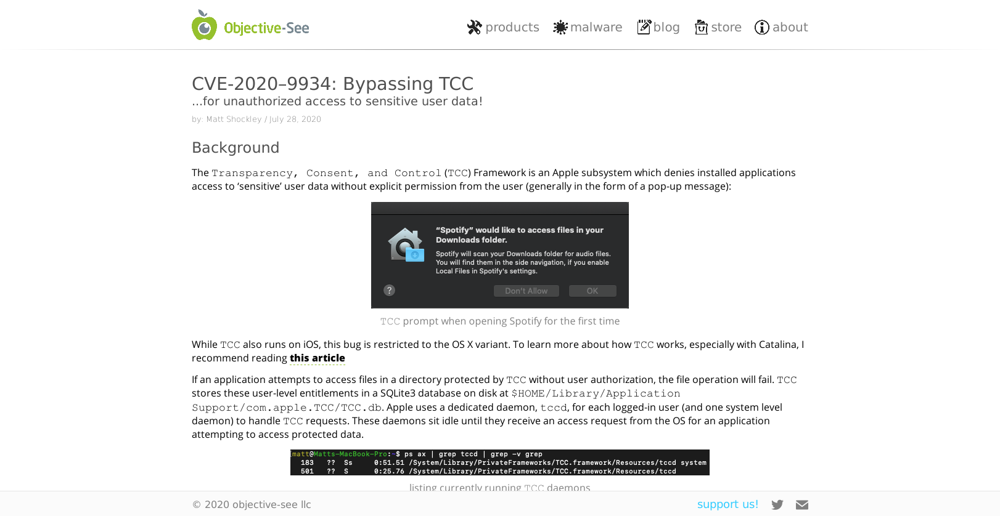 Objective-See
products
malware
blog
store
about
CVE-2020–9934: Bypassing TCC
...for unauthorized access to sensitive user data!
by: Matt Shockley / July 28, 2020
Background
The Transparency, Consent, and Control (TCC) Framework is an Apple subsystem which denies installed applications
access to ‘sensitive’ user data without explicit permission from the user (generally in the form of a pop-up message):
“Spotify” would like to access files in your
Downloads folder.
Spotify will scan your Downloads folder for audio files.
You will find them in the side navigation, if you enable
Local Files in Spotify's settings.
?
Don't Allow
OK
TCC prompt when opening Spotify for the first time
While TCC also runs on iOS, this bug is restricted to the OS X variant. To learn more about how TCC works, especially with Catalina, I
recommend reading this article
If an application attempts to access files in a directory protected by TCC without user authorization, the file operation will fail. TCC
stores these user-level entitlements in a SQLite3 database on disk at $HOME/Library/Application
Support/com.apple.TCC/TCC.db. Apple uses a dedicated daemon, tccd, for each logged-in user (and one system level
daemon) to handle TCC requests. These daemons sit idle until they receive an access request from the OS for an application
attempting to access protected data.
[matt@Matts-MacBook-Pro:~$ ps ax | grep tccd | grep -v grep
183 ?? Ss 0:51.51 /System/Library/PrivateFrameworks/TCC.framework/Resources/tccd system
501 ?? S 0:25.76 /System/Library/PrivateFrameworks/TCC.framework/Resources/tccd
listing currently running TCC daemons
© 2020 objective-see llc
support us!